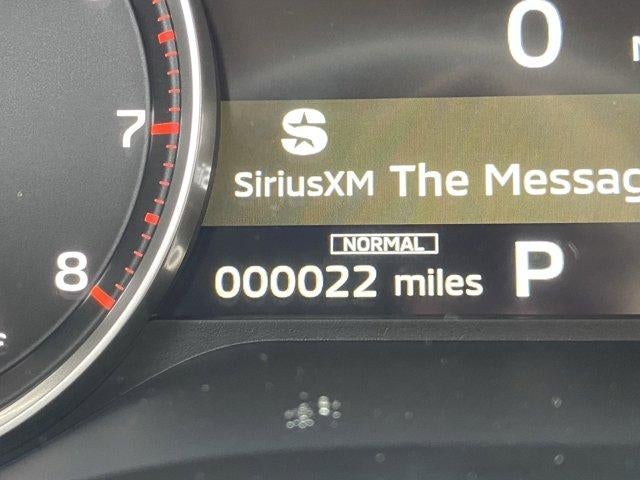 0
7
SiriusXM The Messag
NORMAL
8
000022 miles P